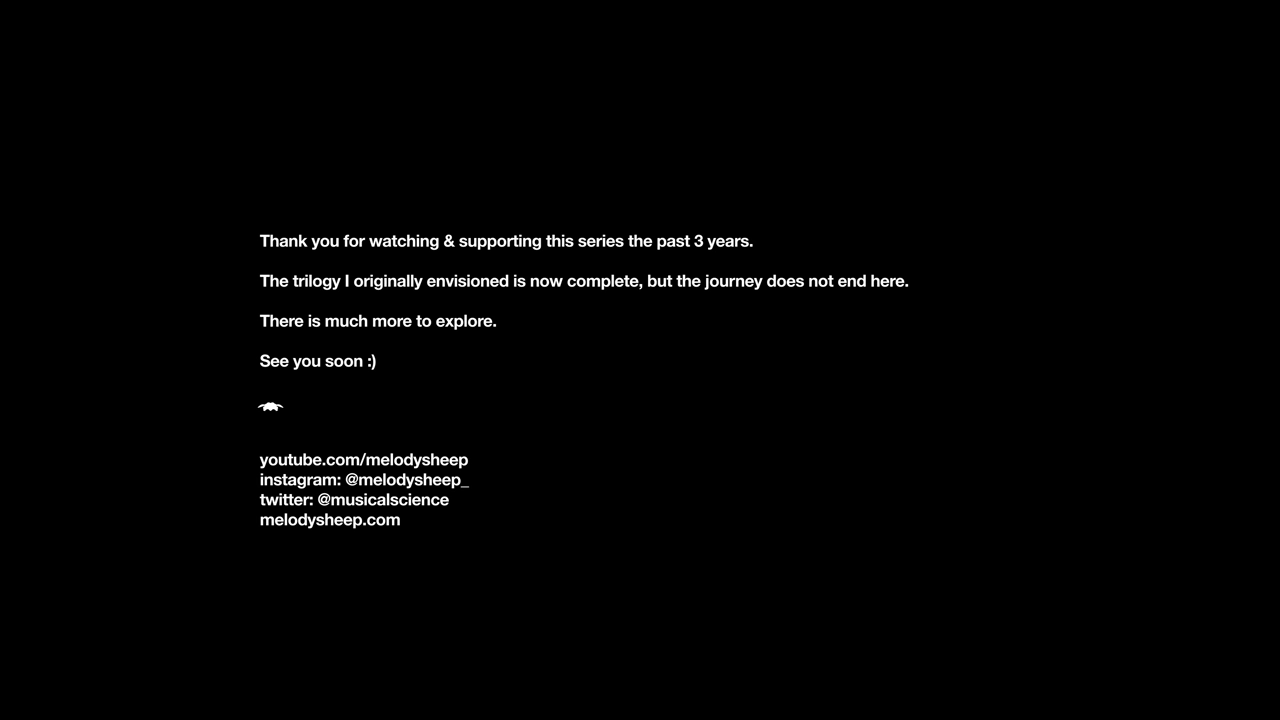 Thank you for watching & supporting this series the past 3 years.
The trilogy I originally envisioned is now complete, but the journey does not end here.
There is much more to explore.
See you soon :)
youtube.com/melodysheep
instagram: @melodysheep_
twitter: @musicalscience
melodysheep.com